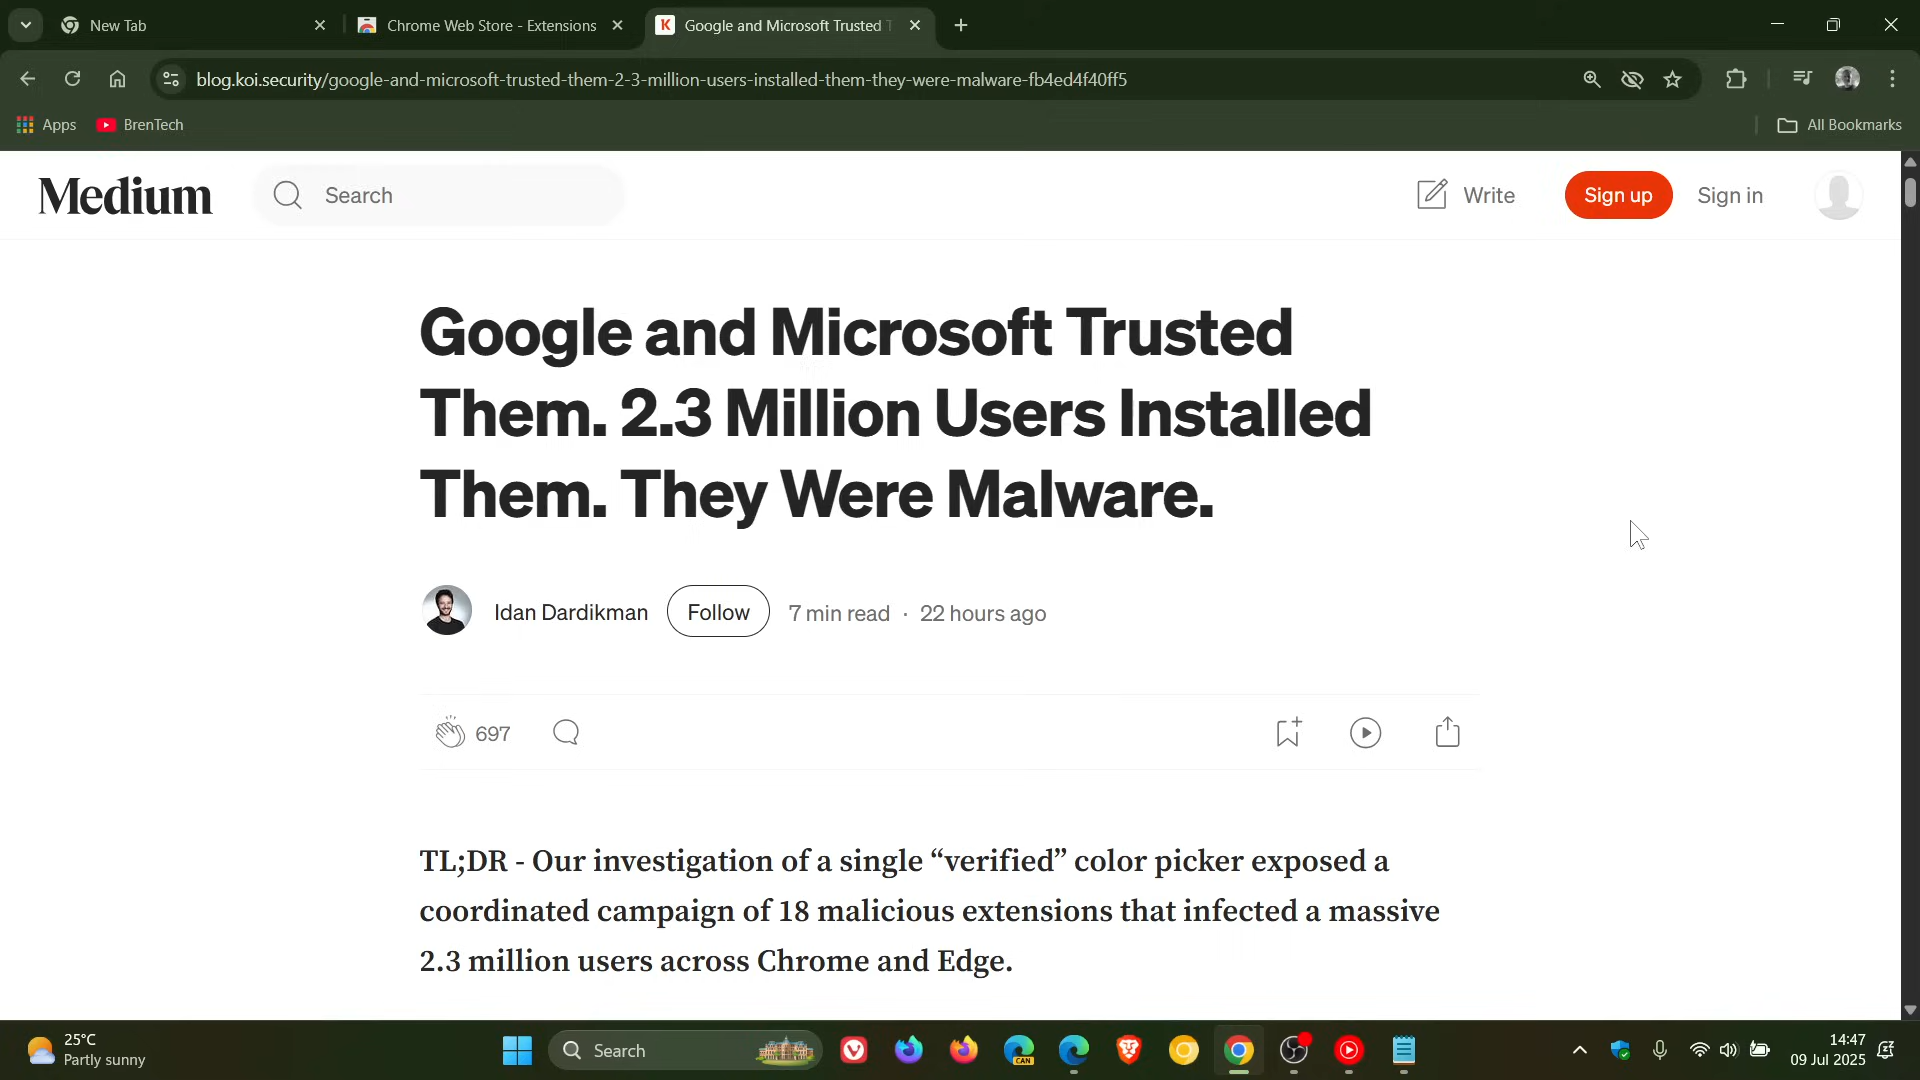 New Tab
Chrome Web Store - Extensions
Google and Microsoft Trusted
blog.koi.security/google-and-microsoft-trusted-them-2-3-million-users-installed-them-they-were-malware-fb4ed4f40ff5
Apps
BrenTech
All Bookmarks
Medium
Search
Write
Sign up
Sign in
Google and Microsoft Trusted
Them. 2.3 Million Users Installed
Them. They Were Malware.
Idan Dardikman
Follow
7 min read · 22 hours ago
697
TL;DR - Our investigation of a single “verified” color picker exposed a
coordinated campaign of 18 malicious extensions that infected a massive
2.3 million users across Chrome and Edge.
25°C
Partly sunny
Search
CAN
14:47
09 Jul 2025